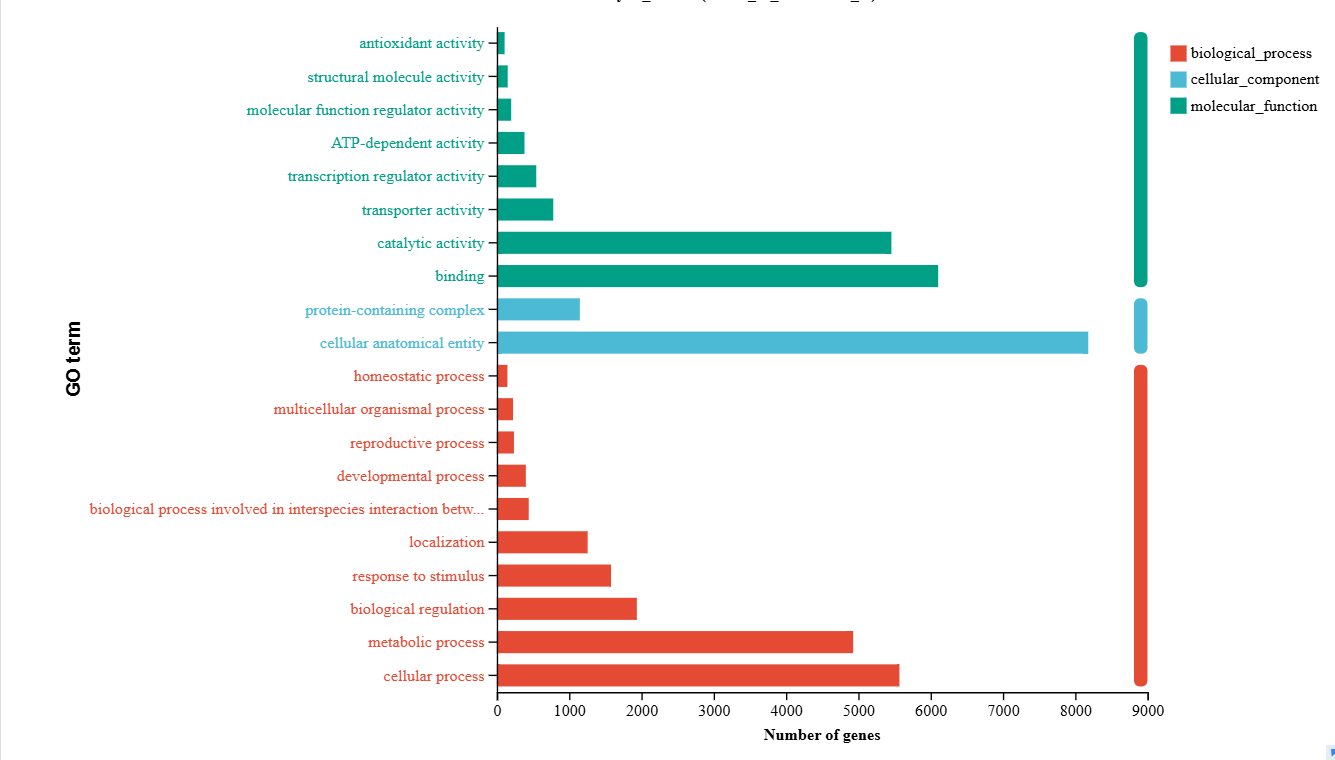 antioxidant activity
structural molecule activity
molecular function regulator activity
ATP-dependent activity
transcription regulator activity
transporter activity
catalytic activity
binding
protein-containing complex
cellular anatomical entity
homeostatic process
multicellular organismal process
reproductive process
developmental process
biological process involved in interspecies interaction betw...
localization
response to stimulus
biological regulation
metabolic process
cellular process
GO term
0 1000 2000 3000 4000 5000 6000 7000 8000 9000
Number of genes
biological_process
cellular_component
molecular_function